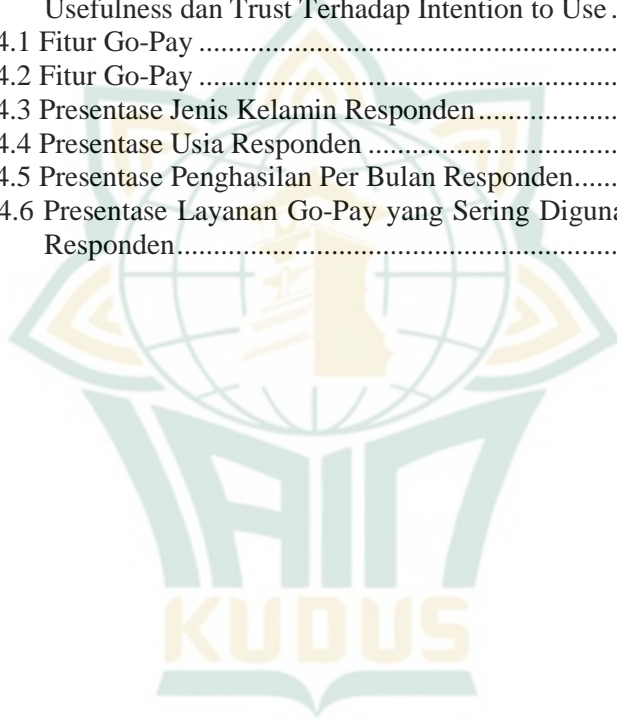 Usefulness dan Trust Terhadap Intention to Use .
4.1 Fitur Go-Pay ............................................................
4.2 Fitur Go-Pay ............................................................
4.3 Presentase Jenis Kelamin Responden ...................
4.4 Presentase Usia Responden ..................................
4.5 Presentase Penghasilan Per Bulan Responden.......
4.6 Presentase Layanan Go-Pay yang Sering Diguna
Responden................................................................
IAIN
KUDUS